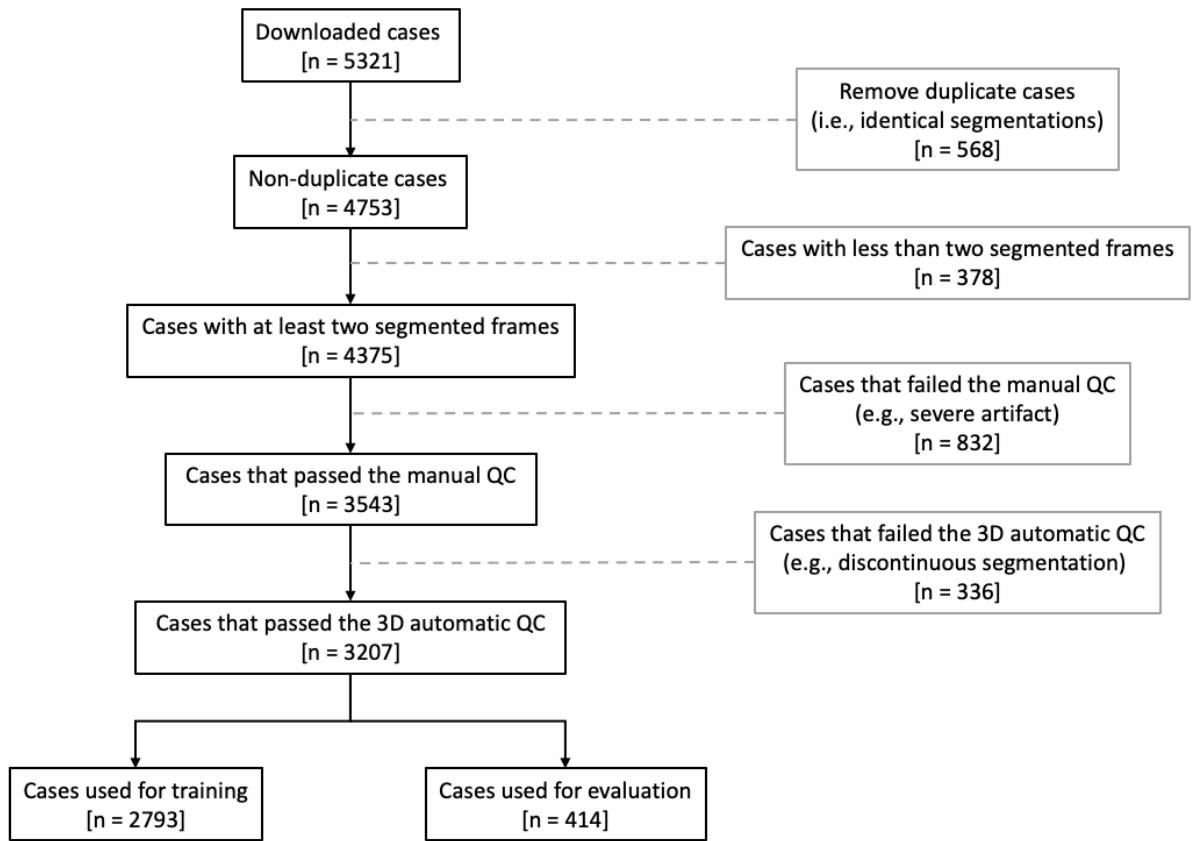 Downloaded cases
[n = 5321]
Remove duplicate cases
(i.e., identical segmentations)
[n = 568]
Non-duplicate cases
[n = 4753]
Cases with less than two segmented frames
[n = 378]
Cases with at least two segmented frames
[n = 4375]
Cases that failed the manual QC
(e.g., severe artifact)
[n = 832]
Cases that passed the manual QC
[n = 3543]
Cases that failed the 3D automatic QC
(e.g., discontinuous segmentation)
[n = 336]
Cases that passed the 3D automatic QC
[n = 3207]
Cases used for training
[n = 2793]
Cases used for evaluation
[n = 414]